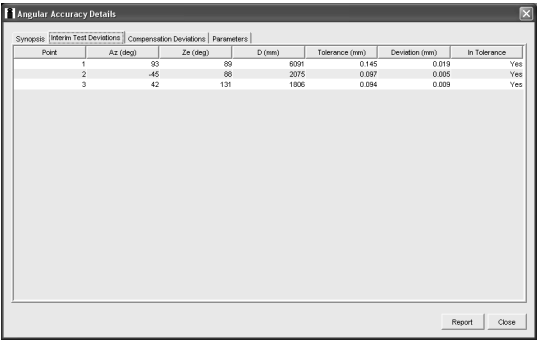 Angular Accuracy Details
Synopsis Interim Test Deviations Compensation Deviations Parameters
Point Az (deg) Ze (deg) D (mm) Tolerance (mm) Deviation (mm) In Tolerance
1 93 89 6091 0.145 0.019 Yes
2 -45 88 2075 0.097 0.005 Yes
3 42 131 1806 0.094 0.009 Yes
Report Close